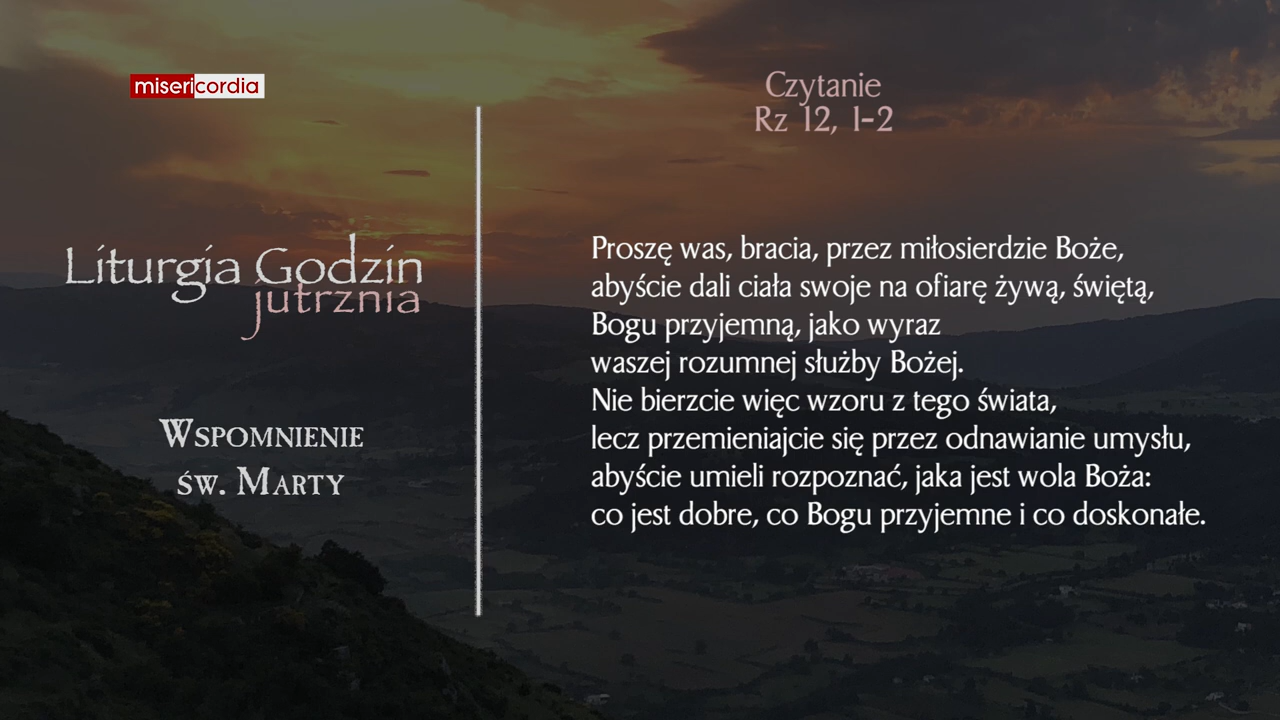 misericordia
Liturgia Godzin
jutrznia
Wspomnienie
św. Marty
Czytanie
Rz 12, 1-2
Proszę was, bracia, przez miłosierdzie Boże,
abyście dali ciała swoje na ofiarę żywą, świętą,
Bogu przyjemną, jako wyraz
waszej rozumnej służby Bożej.
Nie bierzcie więc wzoru z tego świata,
lecz przemieniajcie się przez odnawianie umysłu,
abyście umieli rozpoznać, jaka jest wola Boża:
co jest dobre, co Bogu przyjemne i co doskonałe.